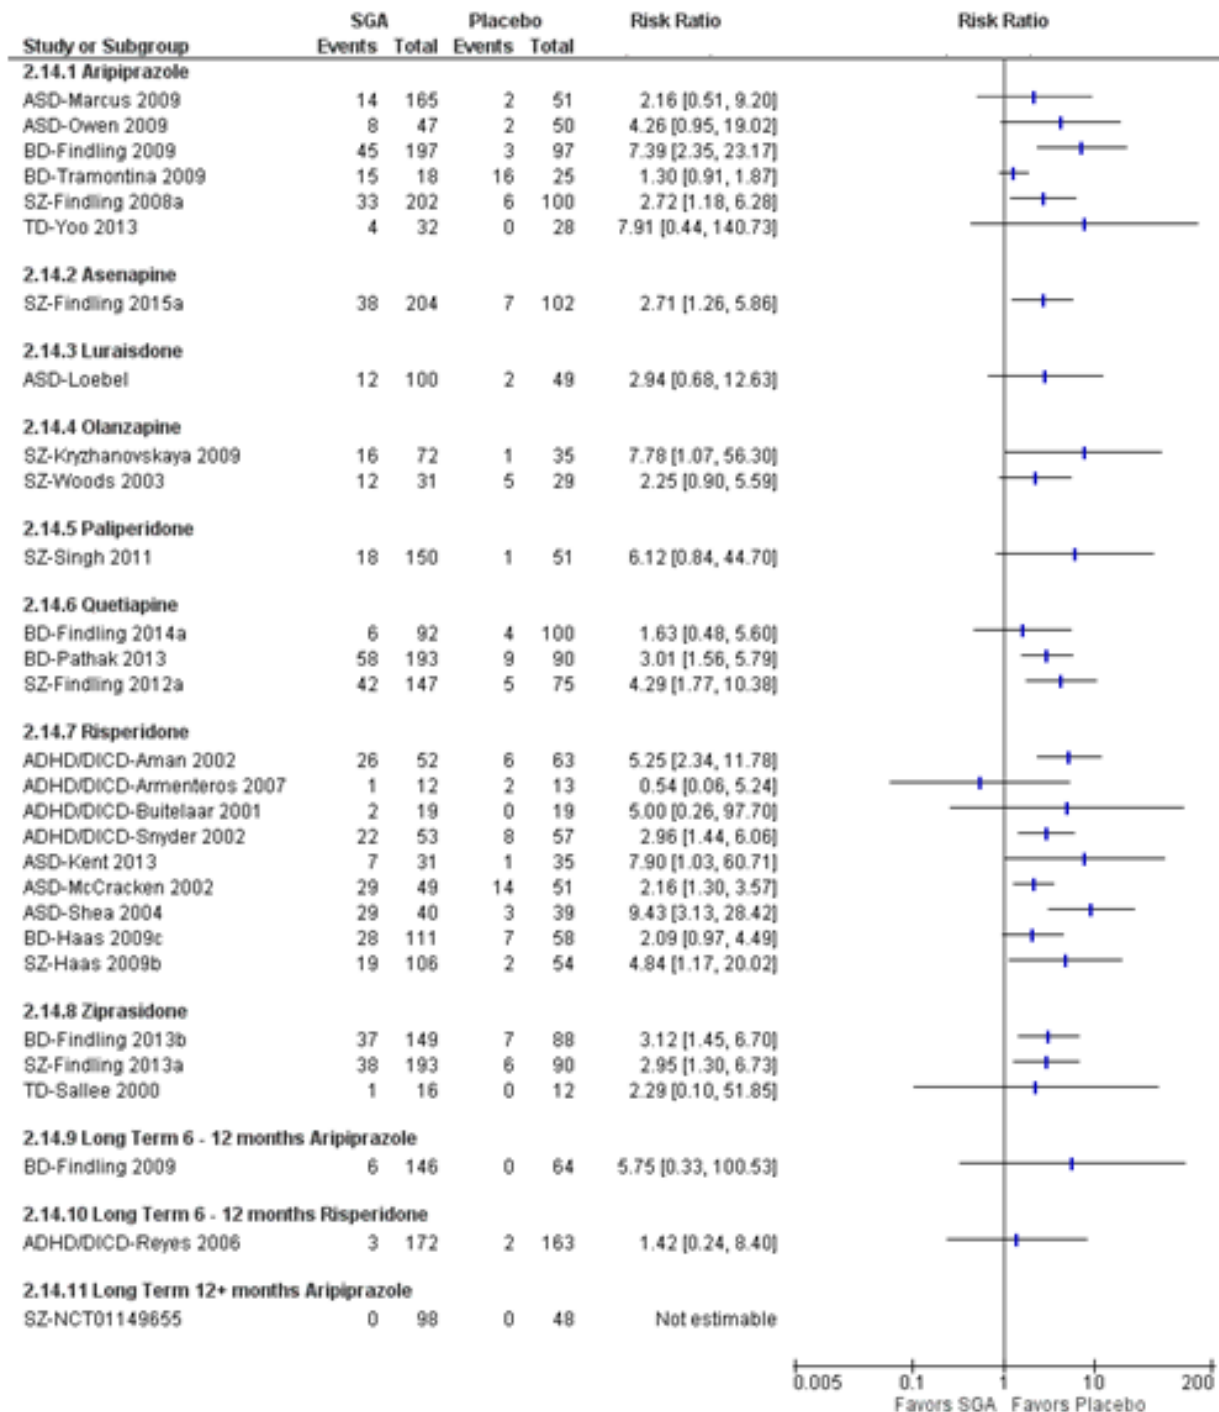 SGA Placebo Risk Ratio Risk Ratio
Study or Subgroup Events Total Events Total
2.14.1 Aripiprazole
ASD-Marcus 2009 14 165 2 51 2.16 [0.51, 9.20]
ASD-Owen 2009 8 47 2 50 4.26 [0.95, 19.02]
BD-Findling 2009 45 197 3 97 7.39 [2.35, 23.17]
BD-Tramontina 2009 15 18 16 25 1.30 [0.91, 1.87]
SZ-Findling 2008a 33 202 6 100 2.72 [1.18, 6.28]
TD-Yoo 2013 4 32 0 28 7.91 [0.44, 140.73]
2.14.2 Asenapine
SZ-Findling 2015a 38 204 7 102 2.71 [1.26, 5.86]
2.14.3 Luraisdone
ASD-Loebel 12 100 2 49 2.94 [0.68, 12.63]
2.14.4 Olanzapine
SZ-Kryzhanovskaya 2009 16 72 1 35 7.78 [1.07, 56.30]
SZ-Woods 2003 12 31 5 29 2.25 [0.90, 5.59]
2.14.5 Paliperidone
SZ-Singh 2011 18 150 1 51 6.12 [0.84, 44.70]
2.14.6 Quetiapine
BD-Findling 2014a 6 92 4 100 1.63 [0.48, 5.60]
BD-Pathak 2013 58 193 9 90 3.01 [1.56, 5.79]
SZ-Findling 2012a 42 147 5 75 4.29 [1.77, 10.38]
2.14.7 Risperidone
ADHD/DICD-Aman 2002 26 52 6 63 5.25 [2.34, 11.78]
ADHD/DICD-Armenteros 2007 1 12 2 13 0.54 [0.06, 5.24]
ADHD/DICD-Buitelaar 2001 2 19 0 19 5.00 [0.26, 97.70]
ADHD/DICD-Snyder 2002 22 53 8 57 2.96 [1.44, 6.06]
ASD-Kent 2013 7 31 1 35 7.90 [1.03, 60.71]
ASD-McCracken 2002 29 49 14 51 2.16 [1.30, 3.57]
ASD-Shea 2004 29 40 3 39 9.43 [3.13, 28.42]
BD-Haas 2009c 28 111 7 58 2.09 [0.97, 4.49]
SZ-Haas 2009b 19 106 2 54 4.84 [1.17, 20.02]
2.14.8 Ziprasidone
BD-Findling 2013b 37 149 7 88 3.12 [1.45, 6.70]
SZ-Findling 2013a 38 193 6 90 2.95 [1.30, 6.73]
TD-Sallee 2000 1 16 0 12 2.29 [0.10, 51.85]
2.14.9 Long Term 6 - 12 months Aripiprazole
BD-Findling 2009 6 146 0 64 5.75 [0.33, 100.53]
2.14.10 Long Term 6 - 12 months Risperidone
ADHD/DICD-Reyes 2006 3 172 2 163 1.42 [0.24, 8.40]
2.14.11 Long Term 12+ months Aripiprazole
SZ-NCT01149655 0 98 0 48 Not estimable
0.005 0.1 1 10 200
Favors SGA Favors Placebo